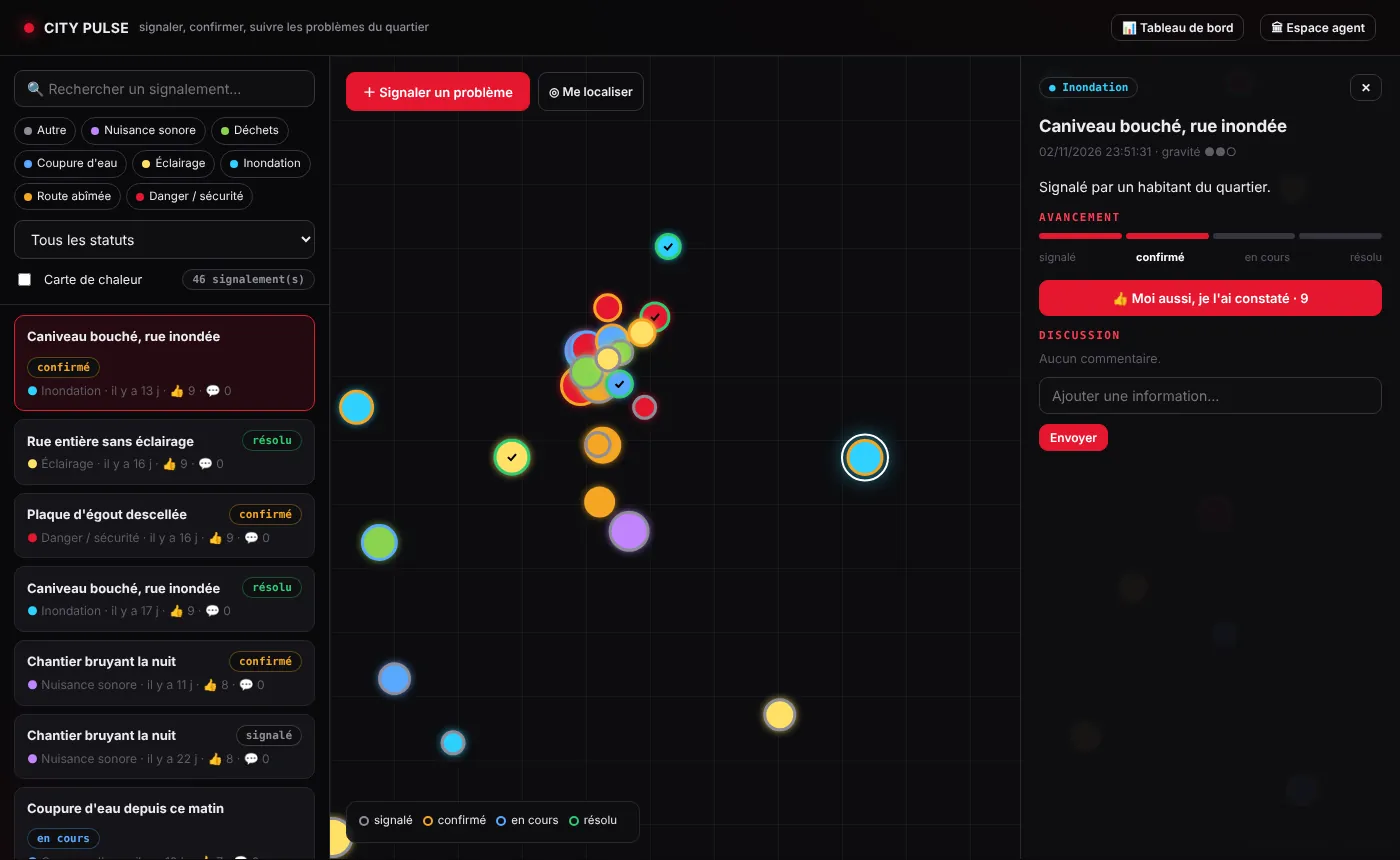 CITY PULSE signaler, confirmer, suivre les problèmes du quartier
📊 Tableau de bord
🏛 Espace agent
🔍 Rechercher un signalement...
Autre
Nuisance sonore
Déchets
Coupure d'eau
Éclairage
Inondation
Route abîmée
Danger / sécurité
Tous les statuts
Carte de chaleur
46 signalement(s)
Caniveau bouché, rue inondée
confirmé
Inondation · il y a 13 j · 👍 9 · 💬 0
Rue entière sans éclairage
résolu
Éclairage · il y a 16 j · 👍 9 · 💬 0
Plaque d'égout descellée
confirmé
Danger / sécurité · il y a 16 j · 👍 9 · 💬 0
Caniveau bouché, rue inondée
résolu
Inondation · il y a 17 j · 👍 9 · 💬 0
Chantier bruyant la nuit
confirmé
Nuisance sonore · il y a 11 j · 👍 8 · 💬 0
Chantier bruyant la nuit
signalé
Nuisance sonore · il y a 22 j · 👍 8 · 💬 0
Coupure d'eau depuis ce matin
en cours
＋ Signaler un problème
◎ Me localiser
signalé
confirmé
en cours
résolu
Inondation
✕
Caniveau bouché, rue inondée
02/11/2026 23:51:31 · gravité ●●○
Signalé par un habitant du quartier.
AVANCEMENT
signalé
confirmé
en cours
résolu
👍 Moi aussi, je l'ai constaté · 9
DISCUSSION
Aucun commentaire.
Ajouter une information...
Envoyer